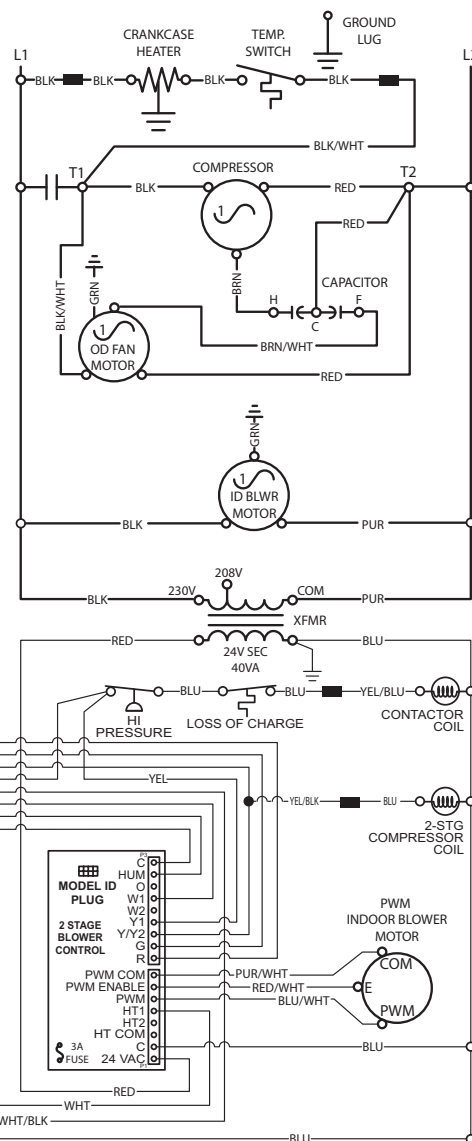 GROUND
LUG
CRANKCASE
HEATER
TEMP.
SWITCH
L1
L2
BLK
BLK
BLK
BLK
BLK/WHT
T1
COMPRESSOR
T2
BLK
1
RED
RED
BLK/WHT
GRN
BRN
CAPACITOR
H
C
F
1
OD FAN
MOTOR
BRN/WHT
RED
GRN
1
ID BLWR
MOTOR
BLK
PUR
208V
230V
COM
BLK
PUR
XFMR
RED
24V SEC
40VA
BLU
BLU
BLU
YEL/BLU
HI
PRESSURE
LOSS OF CHARGE
CONTACTOR
COIL
YEL
YEL/BLK
BLU
2-STG
COMPRESSOR
COIL
MODEL ID
PLUG
2 STAGE
BLOWER
CONTROL
3A
FUSE
P3
C
HUM
O
W1
W2
Y1
Y/Y2
G
R
PWM COM
PWM ENABLE
PWM
HT1
HT2
HT COM
C
24 VAC
P1
PWM
INDOOR BLOWER
MOTOR
PUR/WHT
COM
RED/WHT
E
BLU/WHT
PWM
BLU
RED
WHT
WHT/BLK
BLU